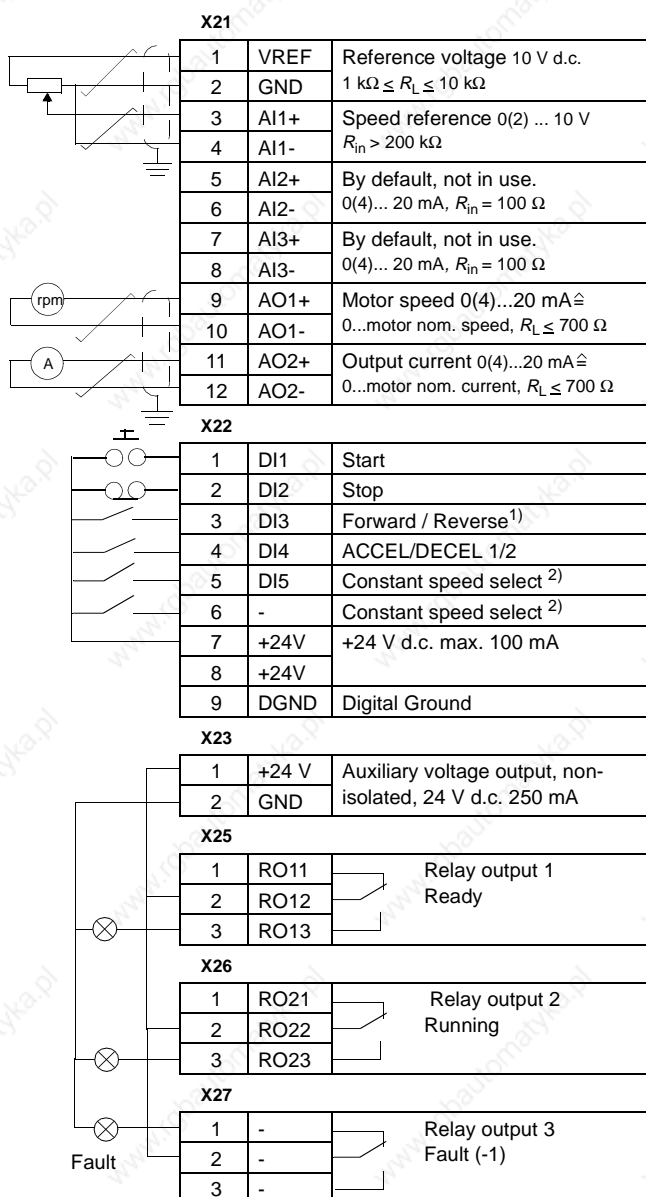 X21
1 VREF Reference voltage 10 V d.c.
2 GND 1 kΩ ≤ RL ≤ 10 kΩ
3 AI1+ Speed reference 0(2) ... 10 V
4 AI1- Rin > 200 kΩ
5 AI2+ By default, not in use.
6 AI2- 0(4)... 20 mA, Rin = 100 Ω
7 AI3+ By default, not in use.
8 AI3- 0(4)... 20 mA, Rin = 100 Ω
rpm 9 AO1+ Motor speed 0(4)...20 mA ≙
10 AO1- 0...motor nom. speed, RL ≤ 700 Ω
A 11 AO2+ Output current 0(4)...20 mA ≙
12 AO2- 0...motor nom. current, RL ≤ 700 Ω
X22
1 DI1 Start
2 DI2 Stop
3 DI3 Forward / Reverse1)
4 DI4 ACCEL/DECEL 1/2
5 DI5 Constant speed select 2)
6 - Constant speed select 2)
7 +24V +24 V d.c. max. 100 mA
8 +24V
9 DGND Digital Ground
X23
1 +24 V Auxiliary voltage output, non-
2 GND isolated, 24 V d.c. 250 mA
X25
1 RO11 Relay output 1
2 RO12 Ready
3 RO13
X26
1 RO21 Relay output 2
2 RO22 Running
3 RO23
X27
1 - Relay output 3
Fault 2 - Fault (-1)
3 -
www.rgbautomatyka.pl